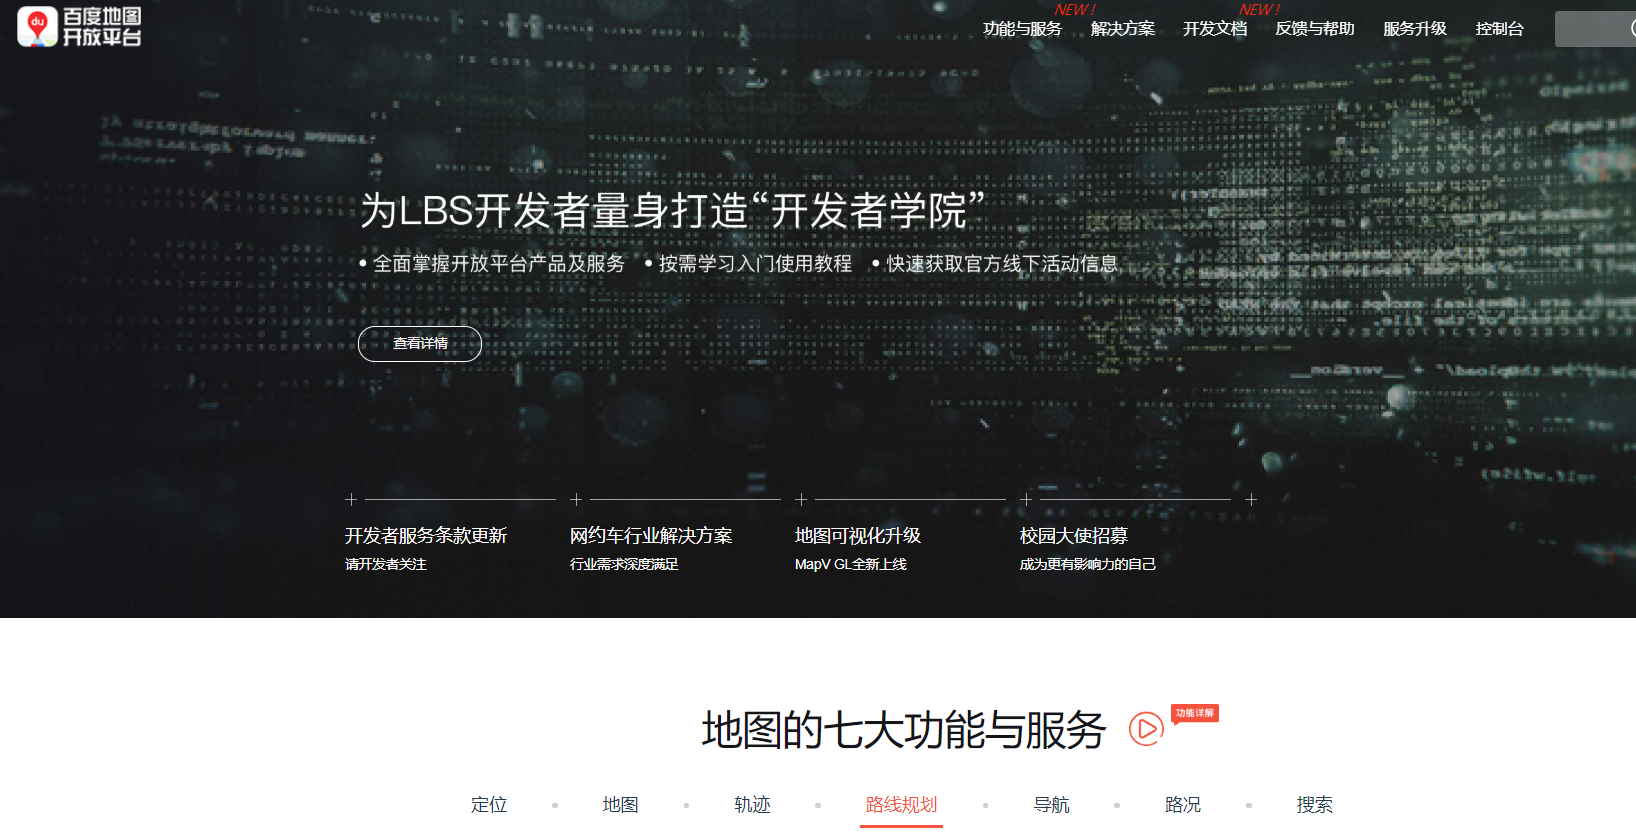 du
百度地图
开放平台
NEW !
NEW !
功能与服务
解决方案
开发文档
反馈与帮助
服务升级
控制台
为LBS开发者量身打造“开发者学院”
• 全面掌握开放平台产品及服务 • 按需学习入门使用教程 • 快速获取官方线下活动信息
查看详情
开发者服务条款更新
请开发者关注
网约车行业解决方案
行业需求深度满足
地图可视化升级
MapV GL全新上线
校园大使招募
成为更有影响力的自己
地图的七大功能与服务
功能详解
定位
地图
轨迹
路线规划
导航
路况
搜索